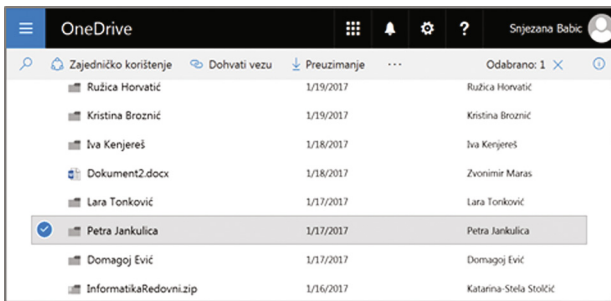 OneDrive ? Snjezana Babic
Zajedničko korištenje Dohvati vezu Preuzimanje ... Odabrano: 1
Ružica Horvatić 1/19/2017 Ružica Horvatić
Kristina Broznić 1/19/2017 Kristina Broznić
Iva Kenjereš 1/18/2017 Iva Kenjereš
Dokument2.docx 1/18/2017 Zvonimir Maras
Lara Tonković 1/17/2017 Lara Tonković
Petra Jankulica 1/17/2017 Petra Jankulica
Domagoj Ević 1/17/2017 Domagoj Ević
InformatikaRedovni.zip 1/16/2017 Katarina-Stela Stolčić